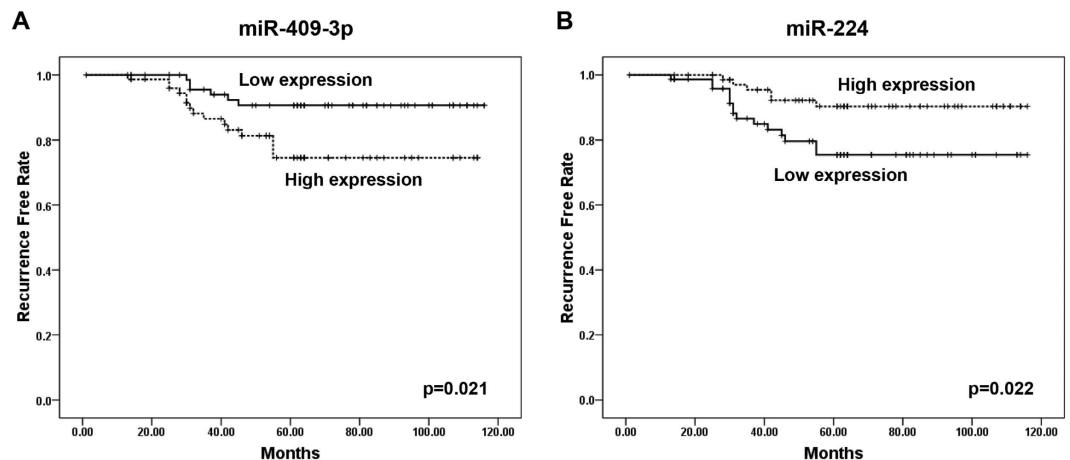 A
miR-409-3p
Recurrence Free Rate
1.0
0.8
0.6
0.4
0.2
0.0
Low expression
High expression
p=0.021
0.00 20.00 40.00 60.00 80.00 100.00 120.00
Months
B
miR-224
Recurrence Free Rate
1.0
0.8
0.6
0.4
0.2
0.0
High expression
Low expression
p=0.022
0.00 20.00 40.00 60.00 80.00 100.00 120.00
Months